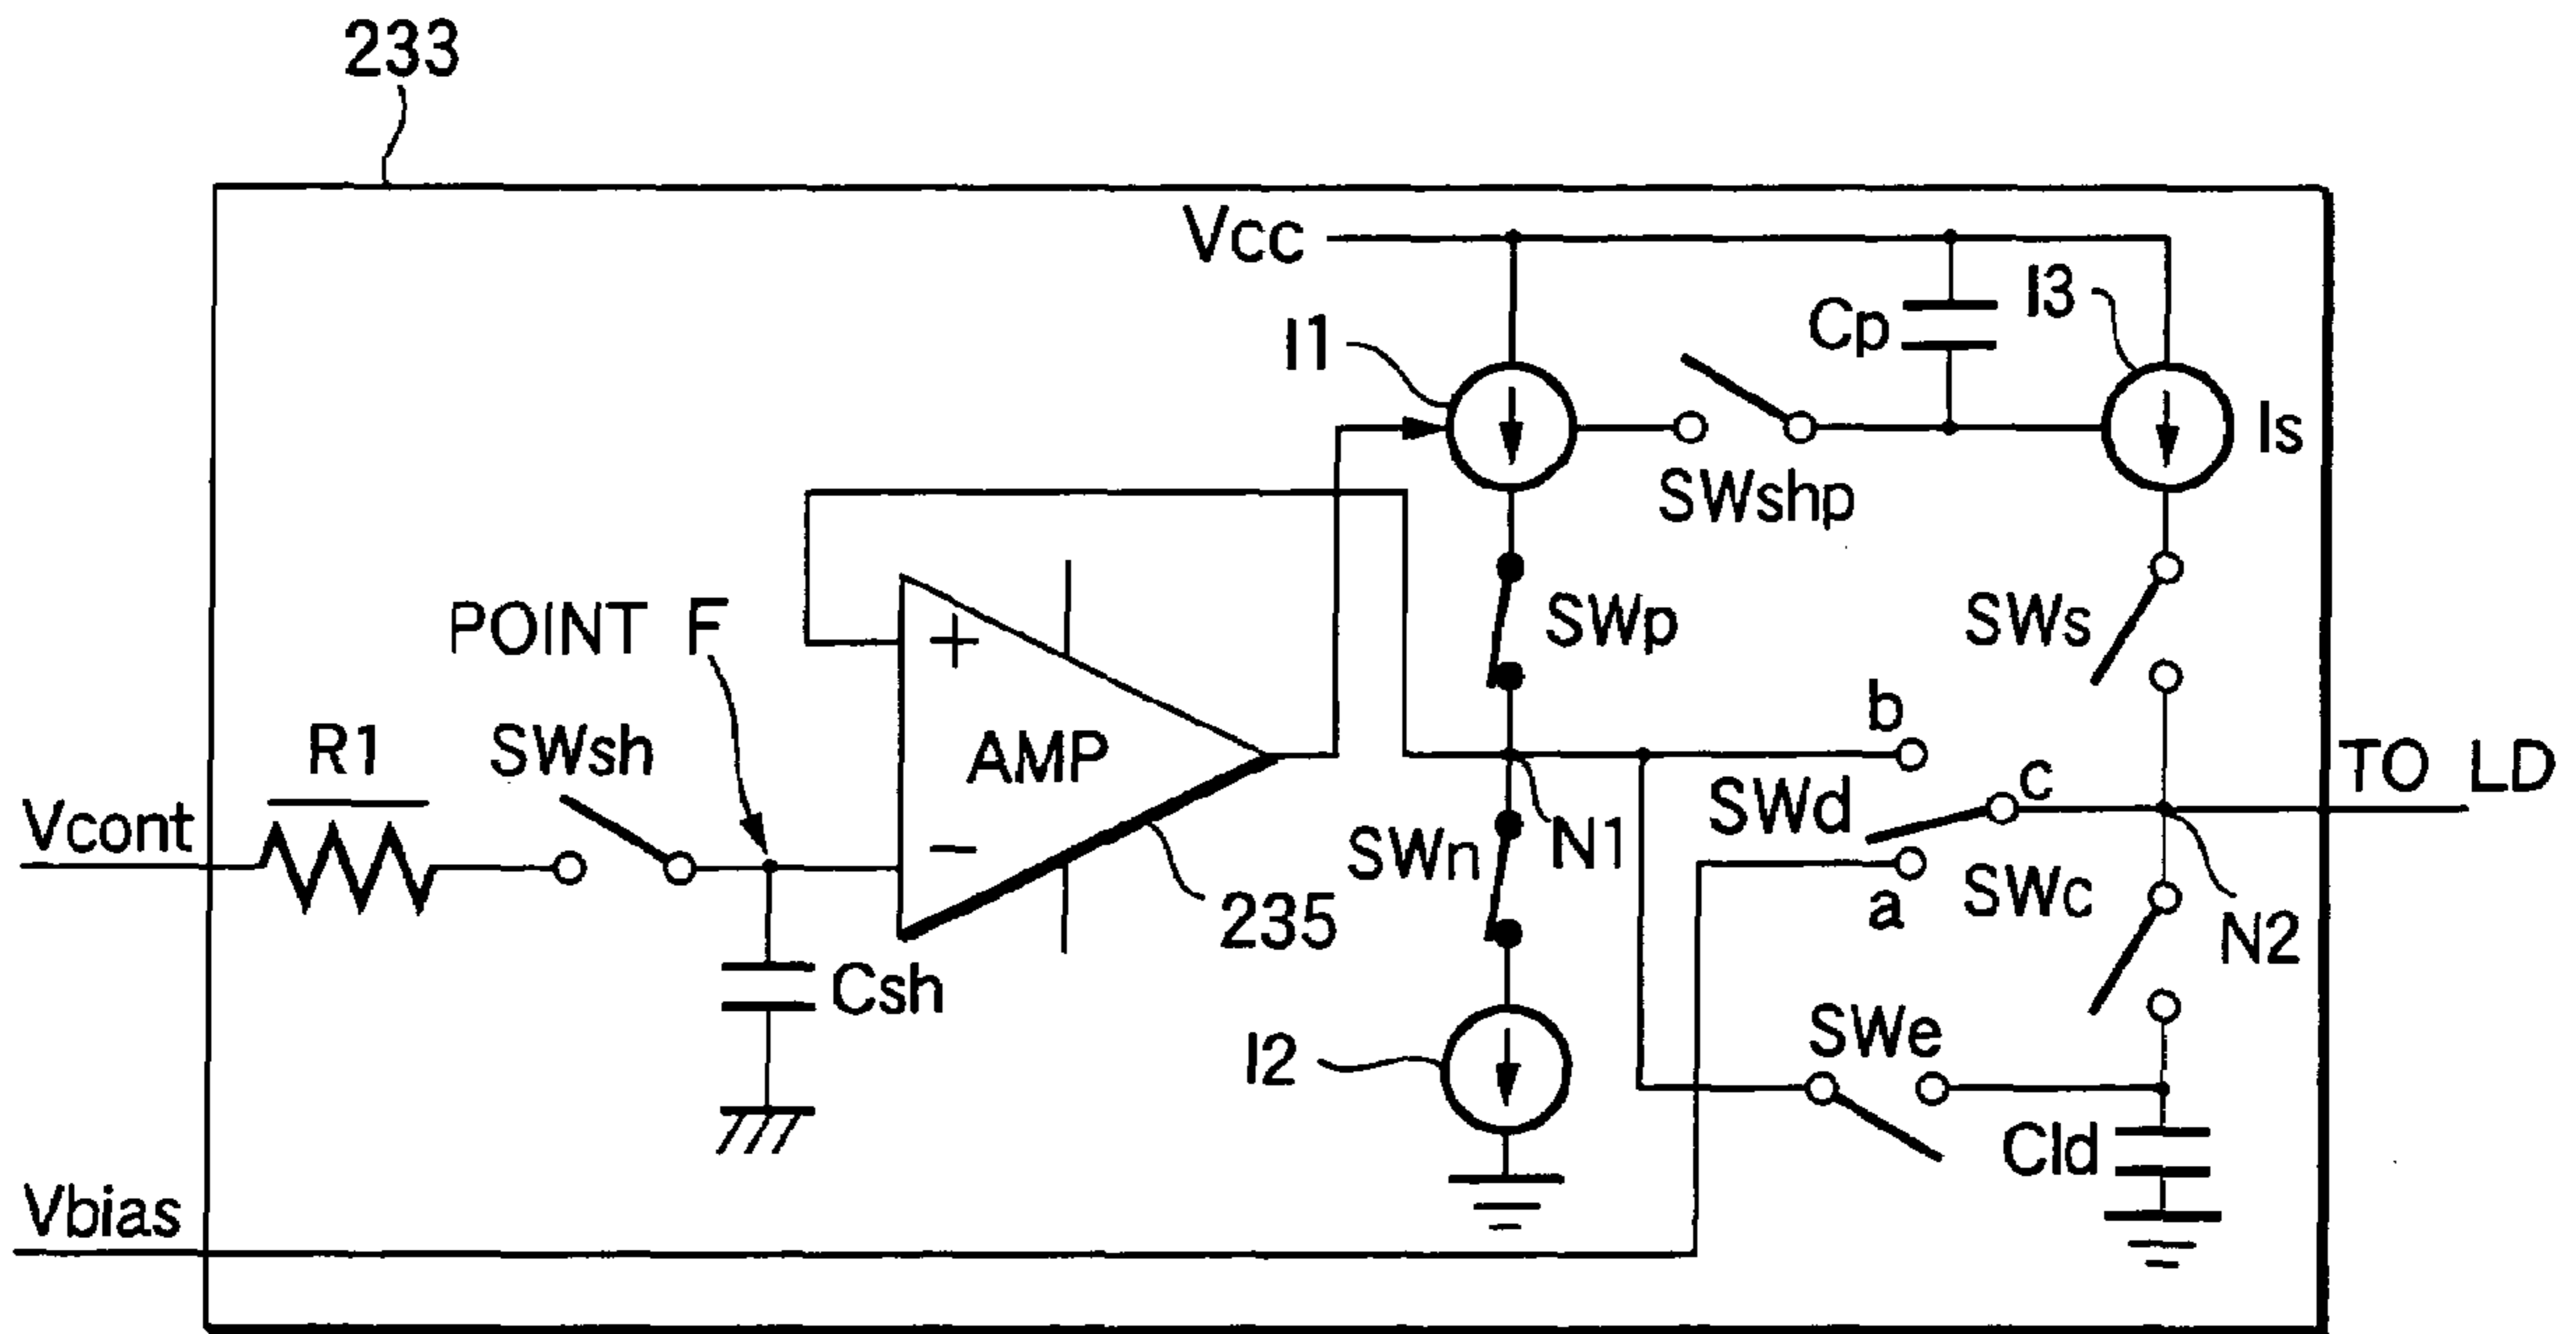 233
Vcc
I1
Cp
I3
Is
SWshp
POINT F
+
SWp
SWs
R1
SWsh
AMP
b
SWd
c
TO LD
Vcont
−
SWn
N1
a
SWc
N2
235
Csh
I2
SWe
Cld
Vbias